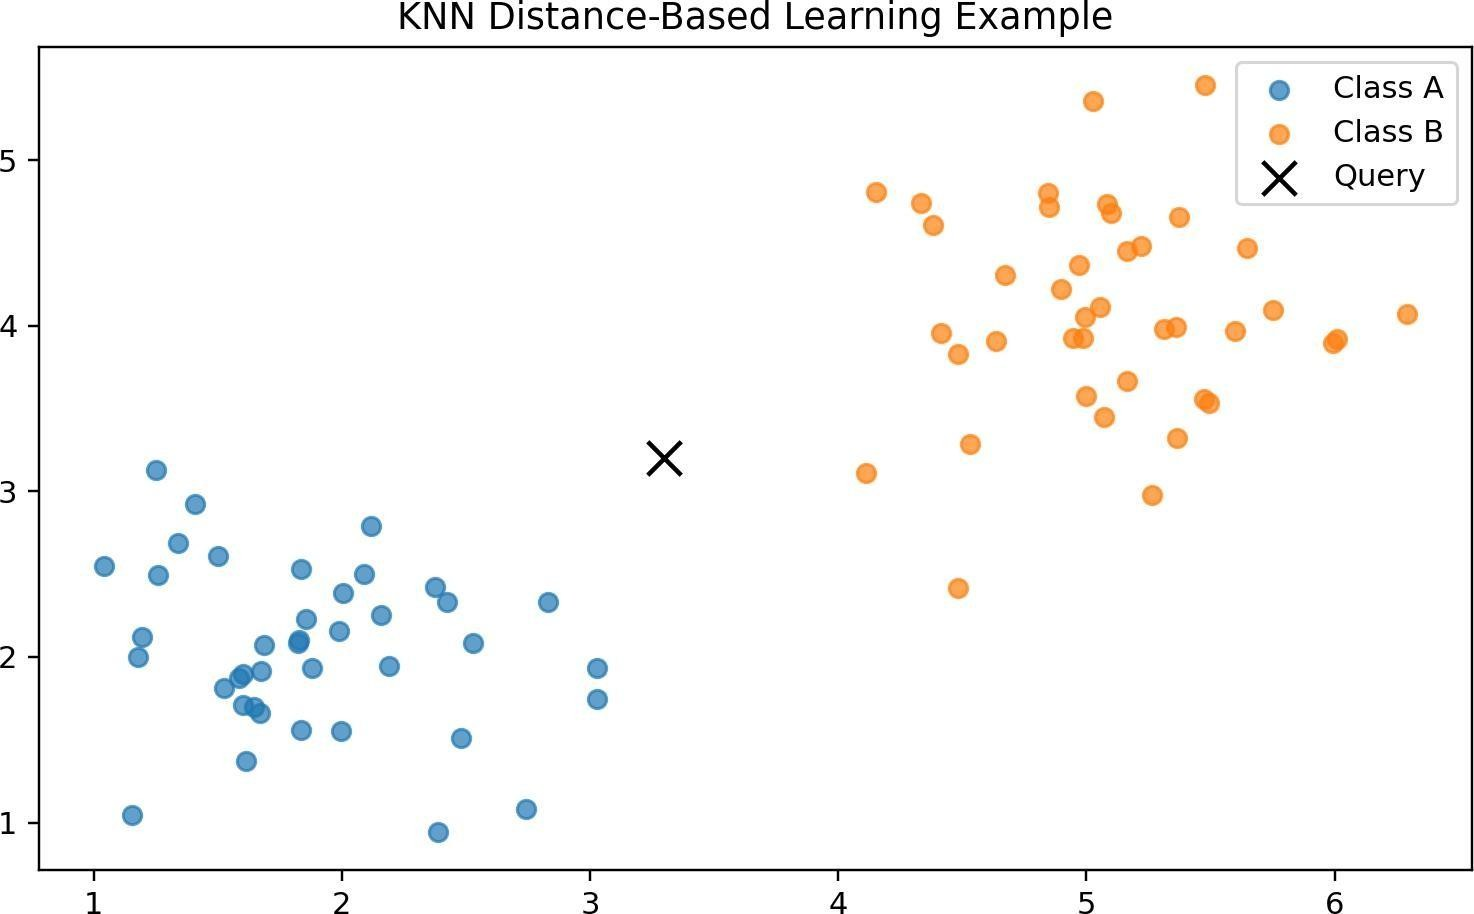 KNN Distance-Based Learning Example
Class A
Class B
Query
5
4
3
2
1
1 2 3 4 5 6